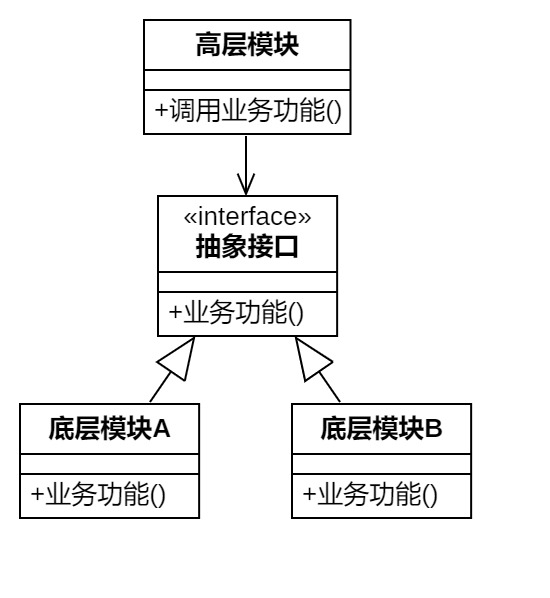 高层模块
+调用业务功能()
«interface»
抽象接口
+业务功能()
底层模块A
+业务功能()
底层模块B
+业务功能()